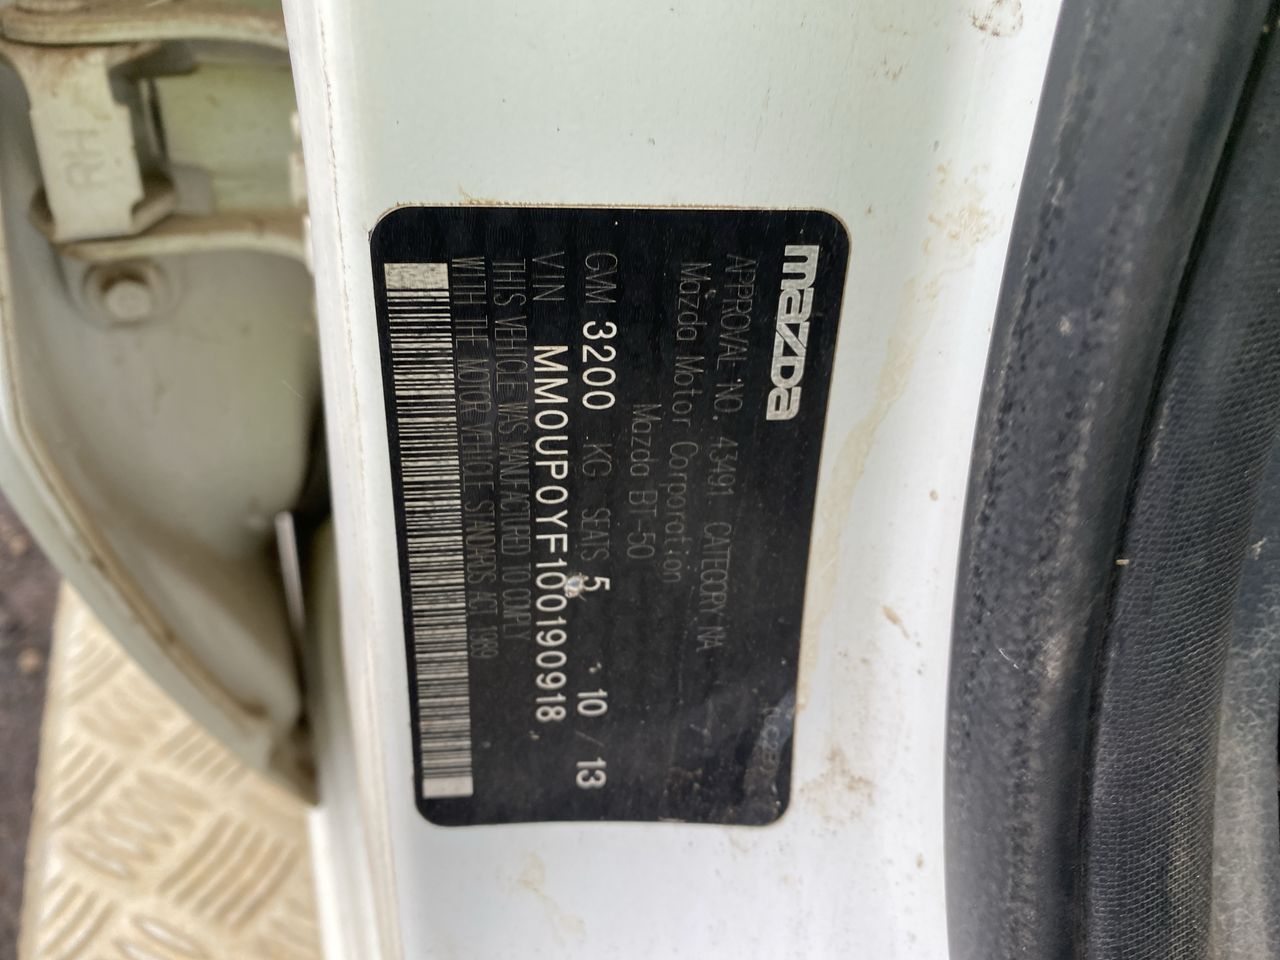 mazda
APPROVAL NO. 43491 CATEGORY NA
Mazda Motor Corporation
Mazda BT-50
GVM 3200 KG SEATS 5 10 / 13
VIN MM0UP0YF100190918
THIS VEHICLE WAS MANUFACTURED TO COMPLY
WITH THE MOTOR VEHICLE STANDARDS ACT 1989
RH